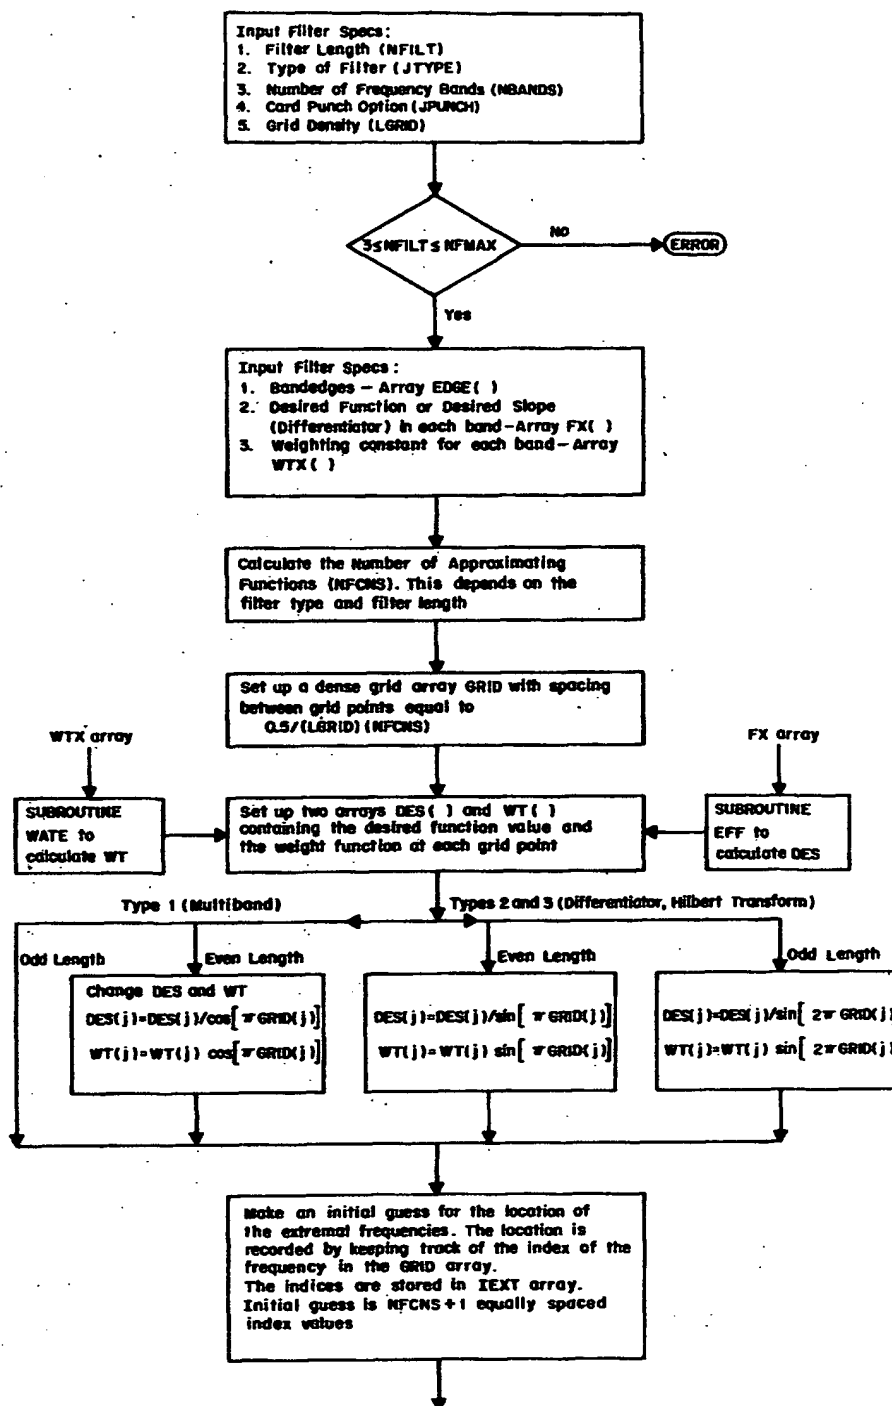 Input Filter Specs:
1. Filter Length (NFILT)
2. Type of Filter (JTYPE)
3. Number of Frequency Bands (NBANDS)
4. Card Punch Option (JPUNCH)
5. Grid Density (LGRID)
3≤NFILT≤NFMAX
No
ERROR
Yes
Input Filter Specs:
1. Bandedges — Array EDGE( )
2. Desired Function or Desired Slope
(Differentiator) in each band-Array FX( )
3. Weighting constant for each band-Array
WTX( )
Calculate the Number of Approximating
Functions (NFCNS). This depends on the
filter type and filter length
Set up a dense grid array GRID with spacing
between grid points equal to
0.5/(LGRID)(NFCNS)
WTX array
FX array
SUBROUTINE
WATE to
calculate WT
Set up two arrays DES( ) and WT( )
containing the desired function value and
the weight function at each grid point
SUBROUTINE
EFF to
calculate DES
Type 1 (Multiband)
Types 2 and 3 (Differentiator, Hilbert Transform)
Odd Length
Even Length
Even Length
Odd Length
Change DES and WT
DES(j)=DES(j)/cos[πGRID(j)]
WT(j)=WT(j) cos[πGRID(j)]
DES(j)=DES(j)/sin[ πGRID(j)]
WT(j)=WT(j) sin[ πGRID(j)]
DES(j)=DES(j)/sin[ 2πGRID(j)
WT(j)=WT(j) sin[ 2πGRID(j)
Make an initial guess for the location of
the extremal frequencies. The location is
recorded by keeping track of the index of the
frequency in the GRID array.
The indices are stored in IEXT array.
Initial guess is NFCNS+1 equally spaced
index values